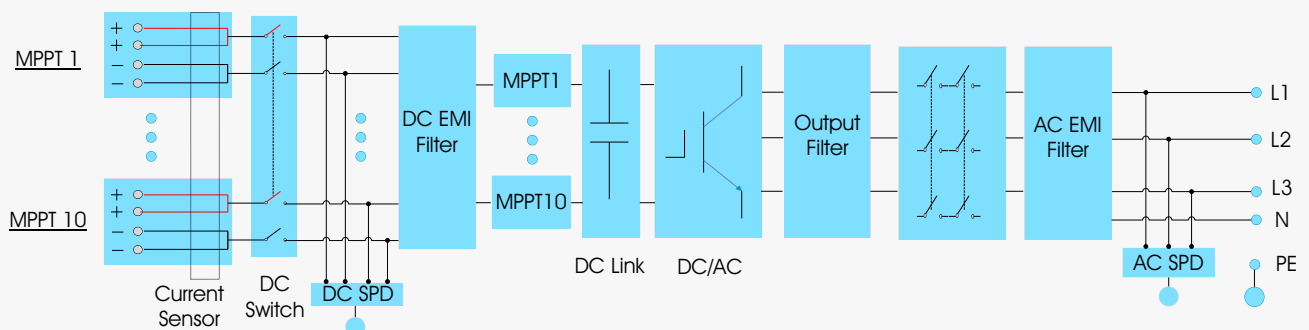 MPPT 1
+
+
−
−
MPPT 10
+
+
−
−
Current
Sensor
DC
Switch
DC SPD
DC EMI
Filter
MPPT1
MPPT10
DC Link
DC/AC
Output
Filter
AC EMI
Filter
AC SPD
L1
L2
L3
N
PE